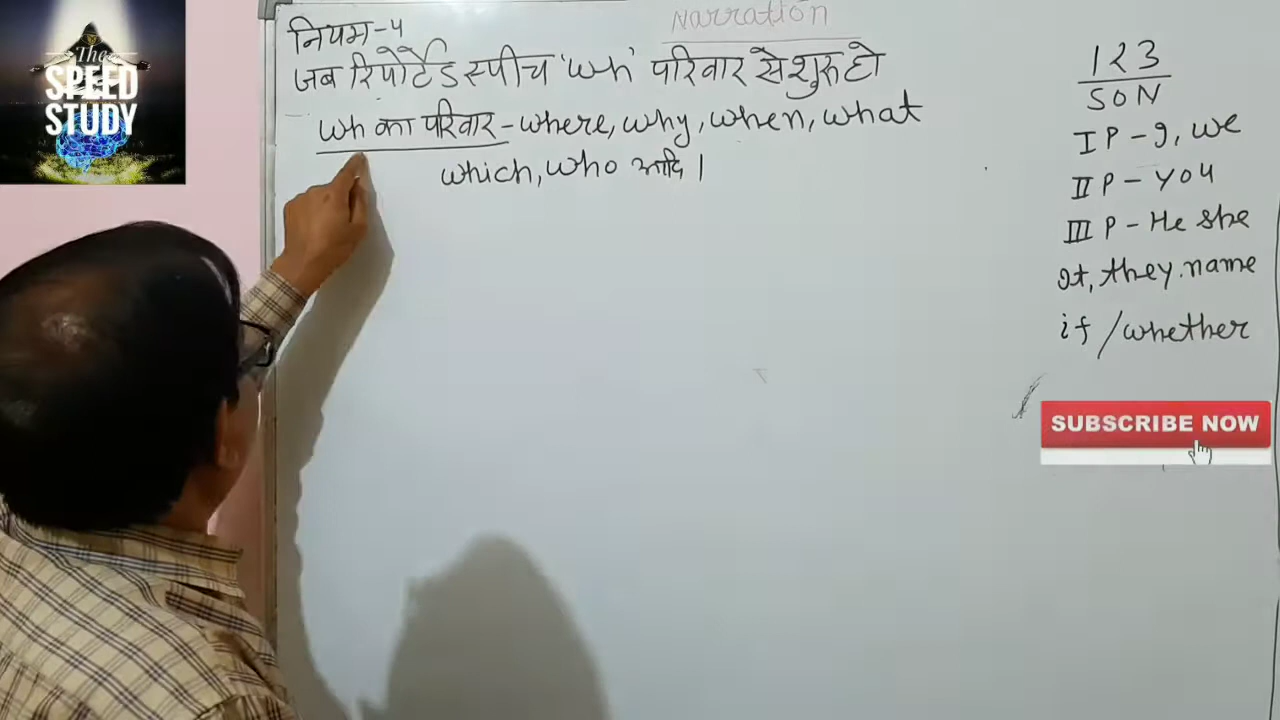 The
SPEED
STUDY
Narration
नियम-4
जब रिपोर्टेड स्पीच 'wh' परिवार से शुरू हो
wh का परिवार - where, why, when, what
which, who आदि।
123
SON
I P - I, we
II P - you
III P - He she
It, they. name
if / whether
SUBSCRIBE NOW